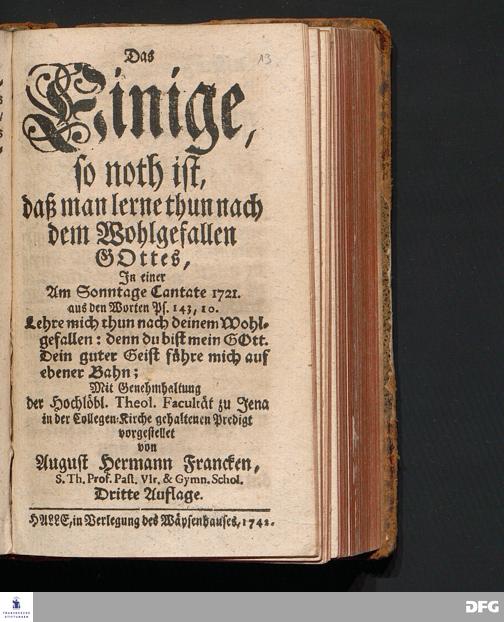 Das
13
Einige,
so noth ist,
daß man lerne thun nach
dem Wohlgefallen
GOttes,
In einer
Am Sonntage Cantate 1721.
aus den Worten Ps. 143, 10.
Lehre mich thun nach deinem Wohl-
gefallen: denn du bist mein GOtt.
Dein guter Geist führe mich auf
ebener Bahn;
Mit Genehmhaltung
der Hochlöbl. Theol. Facultät zu Jena
in der Collegen-Kirche gehaltenen Predigt
vorgestellet
von
August Hermann Francken,
S. Th. Prof. Past. Vlr. & Gymn. Schol.
Dritte Auflage.
HALLE, in Verlegung des Wäysenhauses, 1742.
FRANCKESCHE
STIFTUNGEN
DFG